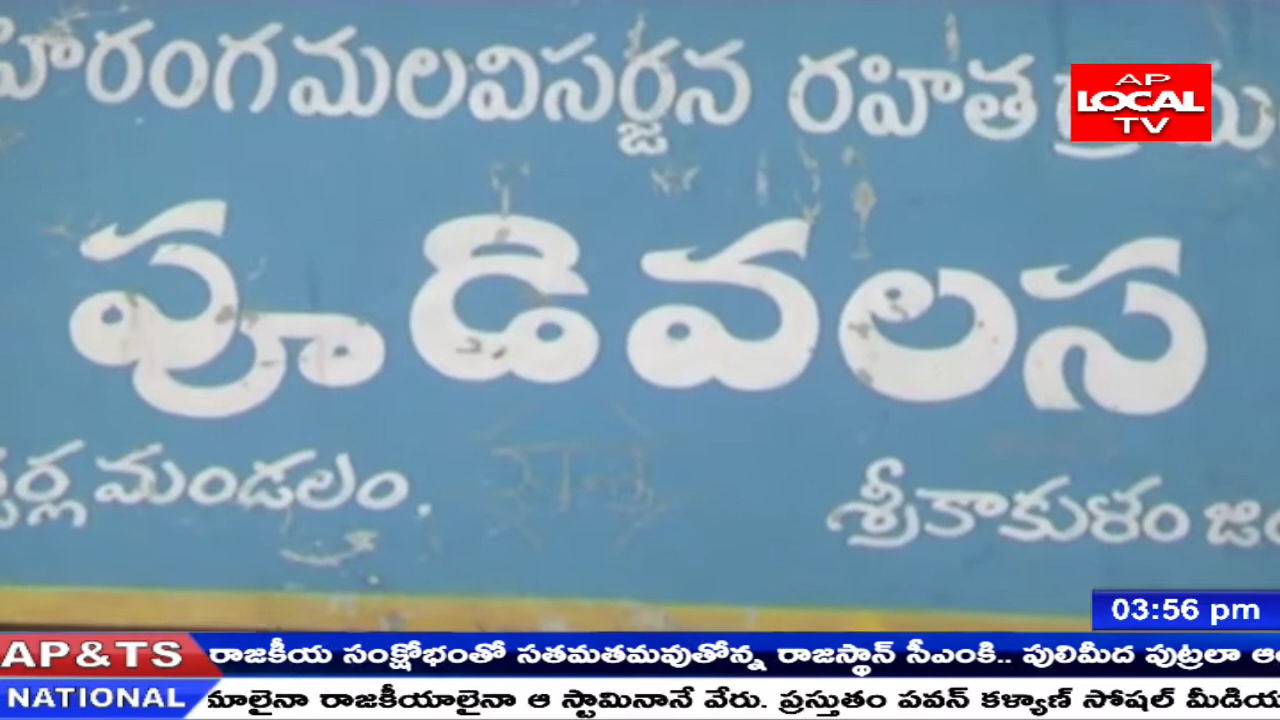 హిరంగమలవిసర్జన రహిత
AP
LOCAL
TV
పూడివలస
మండలం.
శ్రీకాకుళం
03:56 pm
AP&TS రాజకీయ సంక్షోభంతో సతమతమవుతోన్న రాజస్థాన్ సీఎంకి.. పులిమీద పుట్రలా
NATIONAL మాలైనా రాజకీయాలైనా ఆ స్టామినానే వేరు. ప్రస్తుతం పవన్ కళ్యాణ్ సోషల్ మీడియ